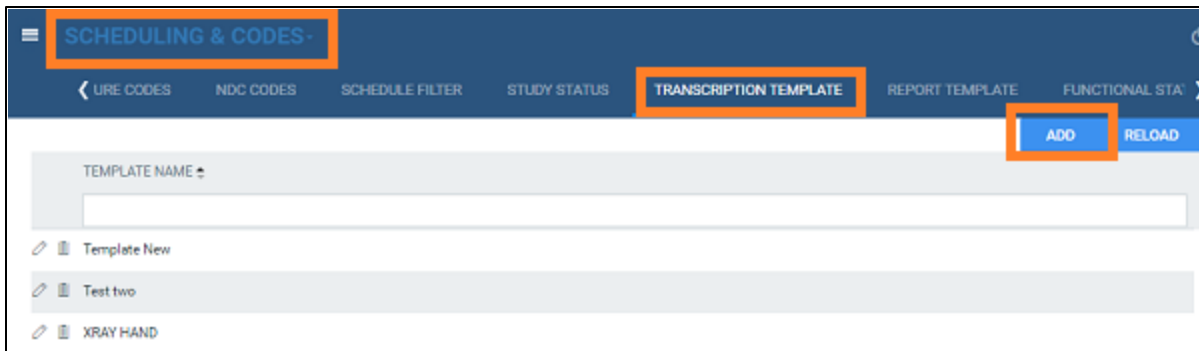 SCHEDULING & CODES
URE CODES NDC CODES SCHEDULE FILTER STUDY STATUS TRANSCRIPTION TEMPLATE REPORT TEMPLATE FUNCTIONAL STA
ADD RELOAD
TEMPLATE NAME
Template New
Test two
XRAY HAND